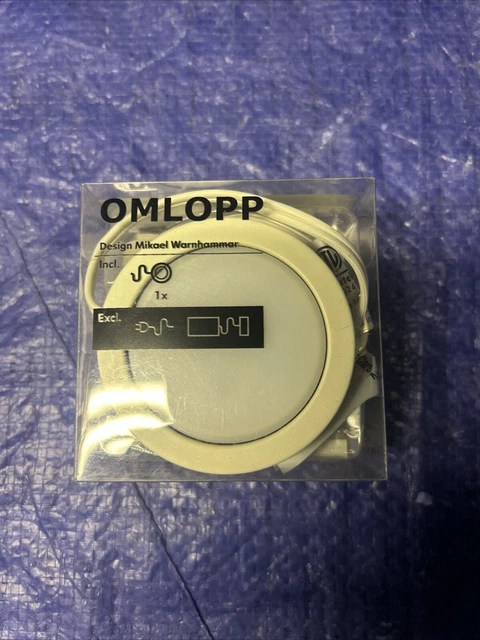 OMLOPP
Design Mikael Warnhammar
Incl.
1x
Excl.